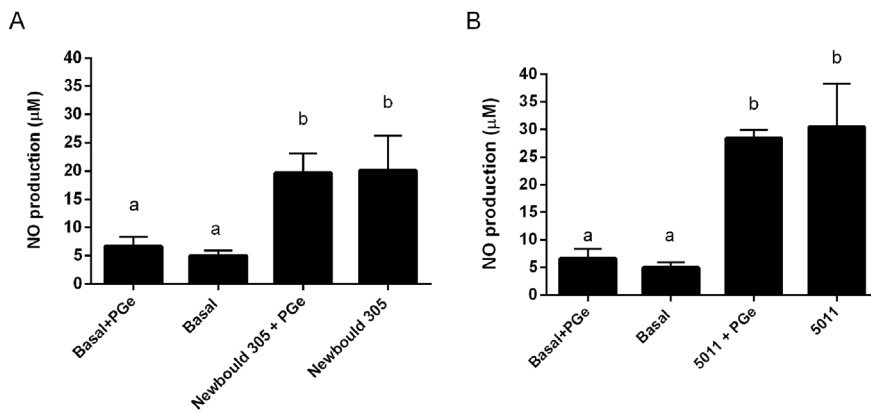 A
NO production (μM)
40
35
30
25
20
15
10
5
0
a
a
b
b
Basal+PGe
Basal
Newbould 305 + PGe
Newbould 305
B
NO production (μM)
40
35
30
25
20
15
10
5
0
a
a
b
b
Basal+PGe
Basal
5011 + PGe
5011